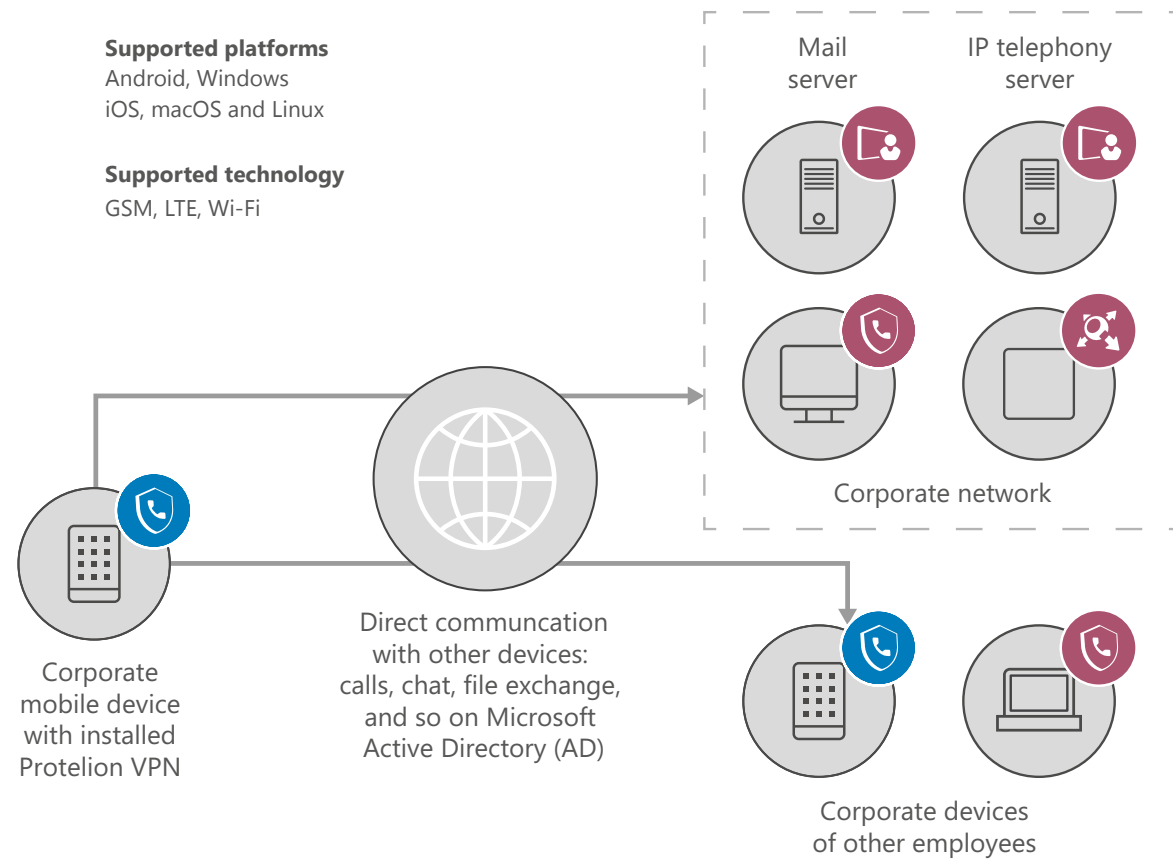 Supported platforms
Android, Windows
iOS, macOS and Linux
Supported technology
GSM, LTE, Wi-Fi
Mail
server
IP telephony
server
Corporate network
Corporate
mobile device
with installed
Protelion VPN
Direct communcation
with other devices:
calls, chat, file exchange,
and so on Microsoft
Active Directory (AD)
Corporate devices
of other employees